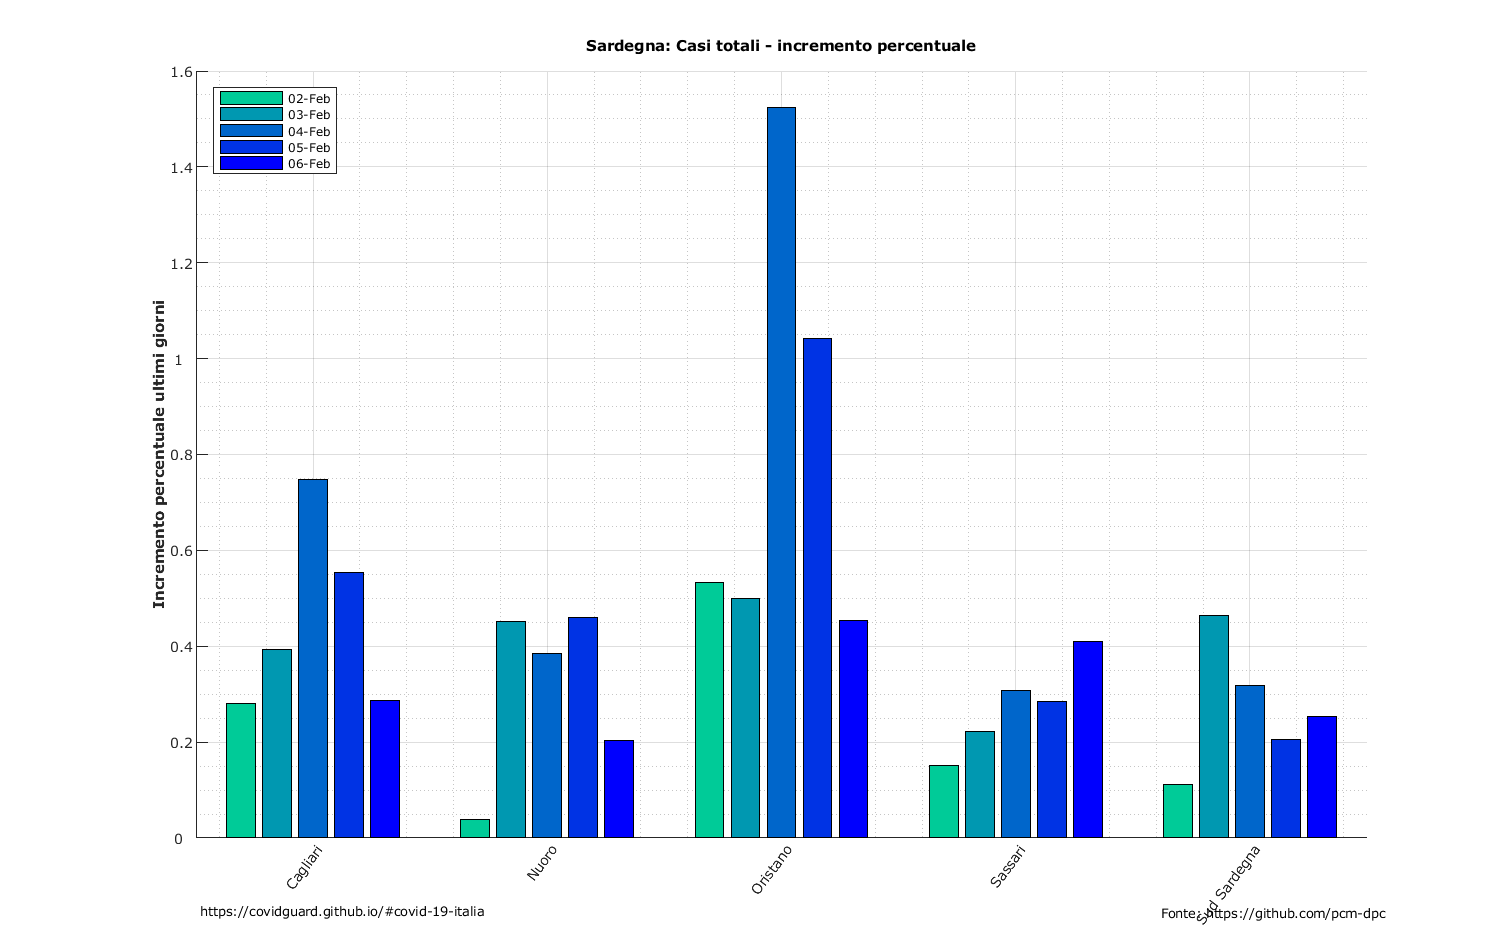 Sardegna: Casi totali - incremento percentuale
1.6
1.4
1.2
1
0.8
0.6
0.4
0.2
0
Incremento percentuale ultimi giorni
02-Feb
03-Feb
04-Feb
05-Feb
06-Feb
Cagliari
Nuoro
Oristano
Sassari
Sud Sardegna
https://covidguard.github.io/#covid-19-italia
Fonte: https://github.com/pcm-dpc